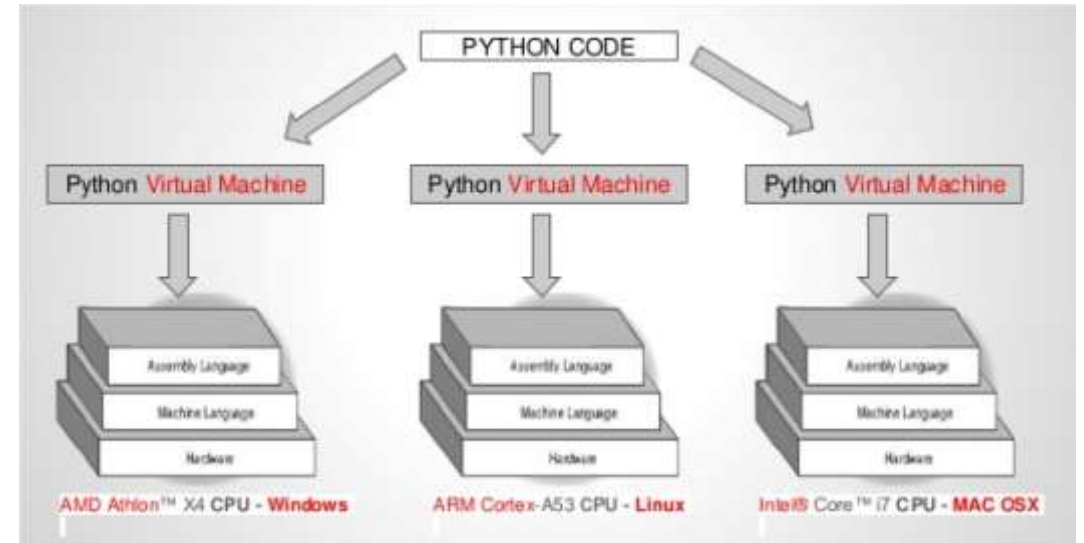 PYTHON CODE
Python Virtual Machine
Python Virtual Machine
Python Virtual Machine
Assembly Language
Machine Language
Hardware
AMD Athlon™ X4 CPU - Windows
Assembly Language
Machine Language
Hardware
ARM Cortex-A53 CPU - Linux
Assembly Language
Machine Language
Hardware
Intel® Core™ i7 CPU - MAC OSX